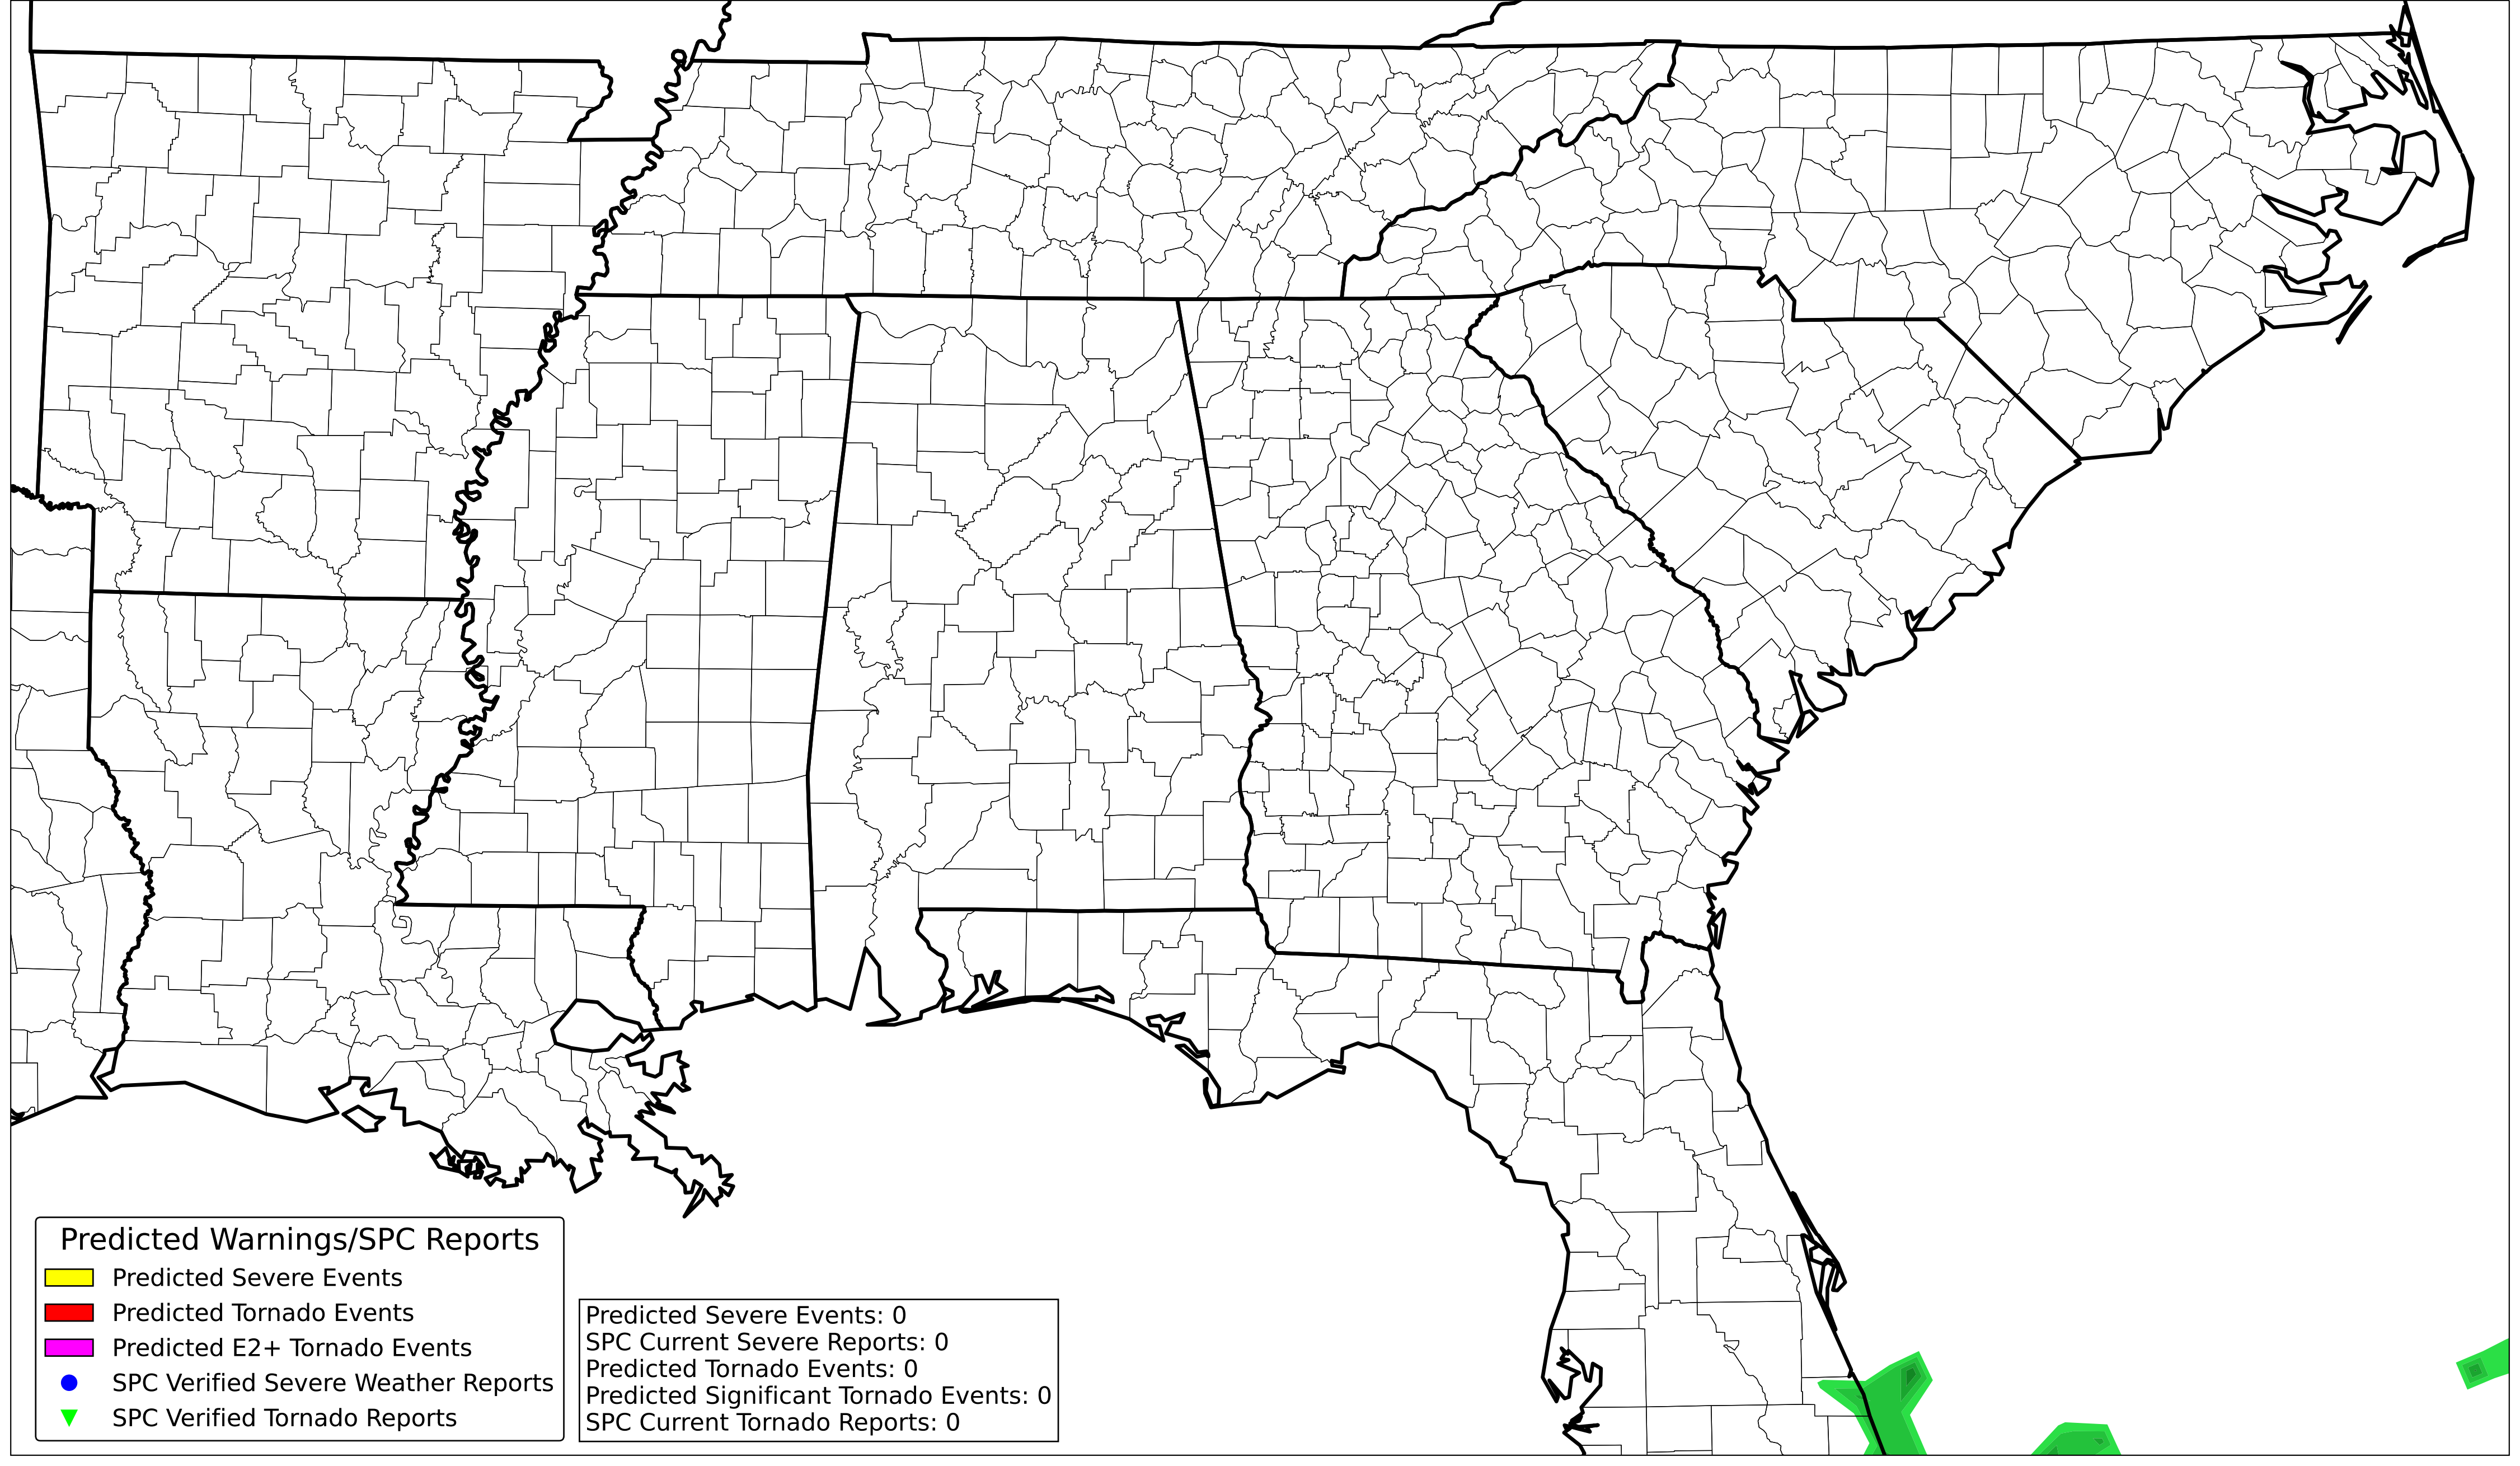 Predicted Warnings/SPC Reports
Predicted Severe Events
Predicted Tornado Events
Predicted E2+ Tornado Events
SPC Verified Severe Weather Reports
SPC Verified Tornado Reports
Predicted Severe Events: 0
SPC Current Severe Reports: 0
Predicted Tornado Events: 0
Predicted Significant Tornado Events: 0
SPC Current Tornado Reports: 0